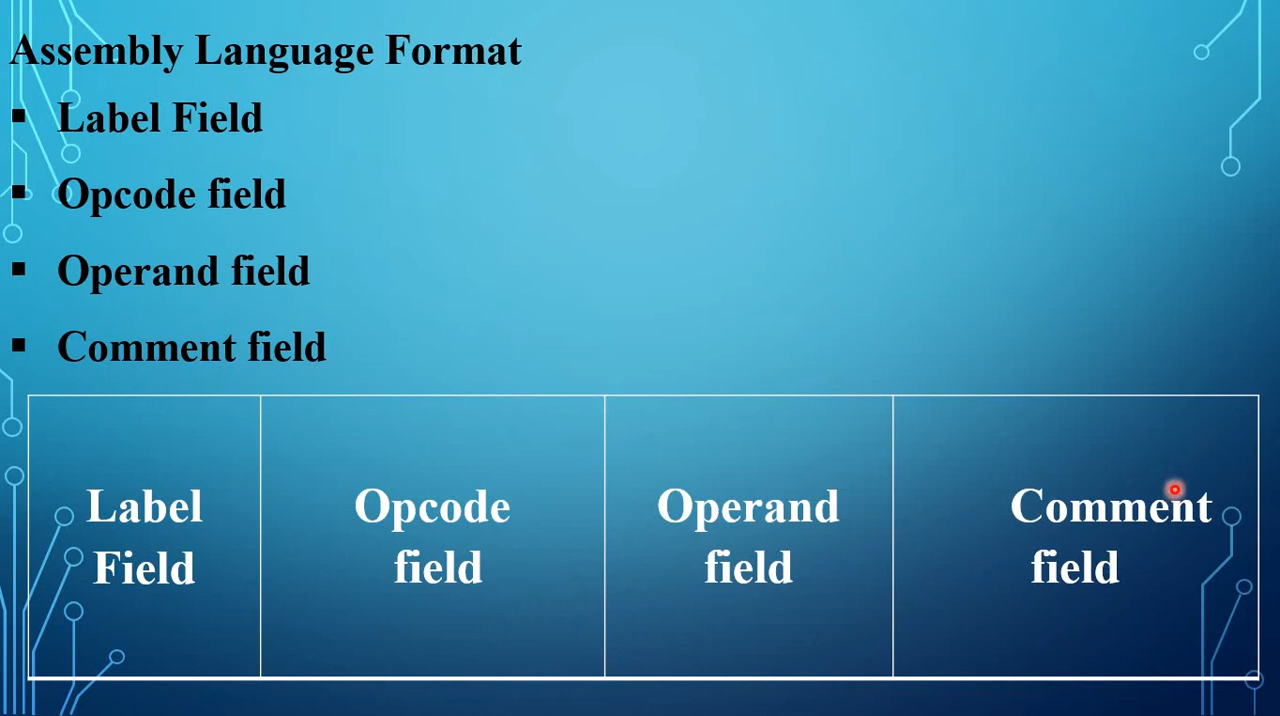 Assembly Language Format
▪ Label Field
▪ Opcode field
▪ Operand field
▪ Comment field
Label Field
Opcode field
Operand field
Comment field